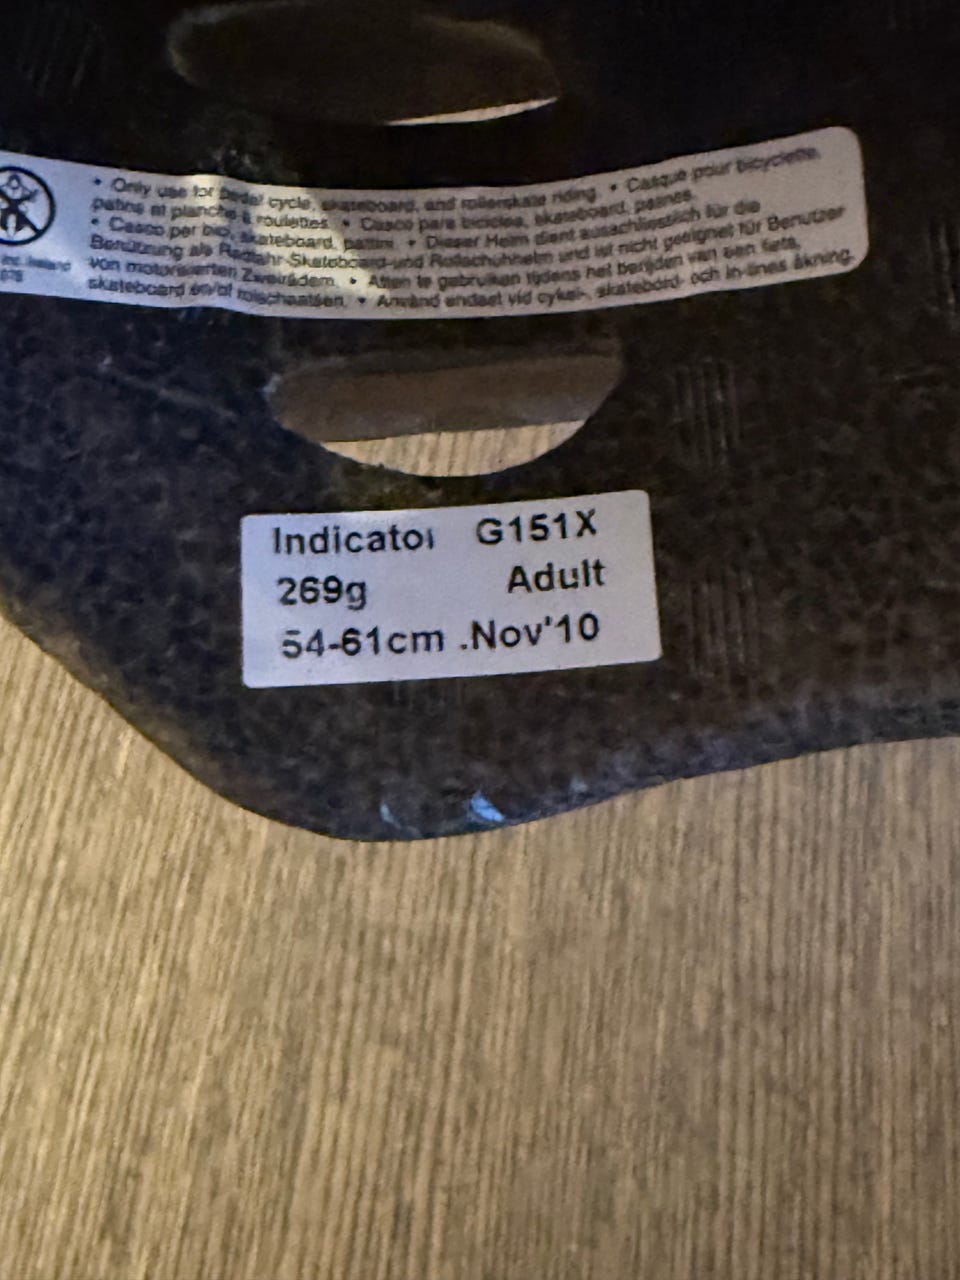 • Only use for pedal cycle, skateboard, and rollerskate riding. • Casque pour bicyclette,
patins et planche à roulettes. • Casco para bicicleta, skateboard, patines.
• Casco per bici, skateboard, pattini. • Dieser Helm dient ausschliesslich für die
Benützung als Radfahr-Skateboard-und Rollschuhhelm und ist nicht geeignet für Benutzer
von motorisierten Zweirädern. • Allen te gebruiken tijdens het berijden van een fiets,
skateboard en/of rolschaatsen. • Använd endast vid cykel-, skatebord- och in-lines åkning.
Indicator G151X
269g Adult
54-61cm .Nov'10